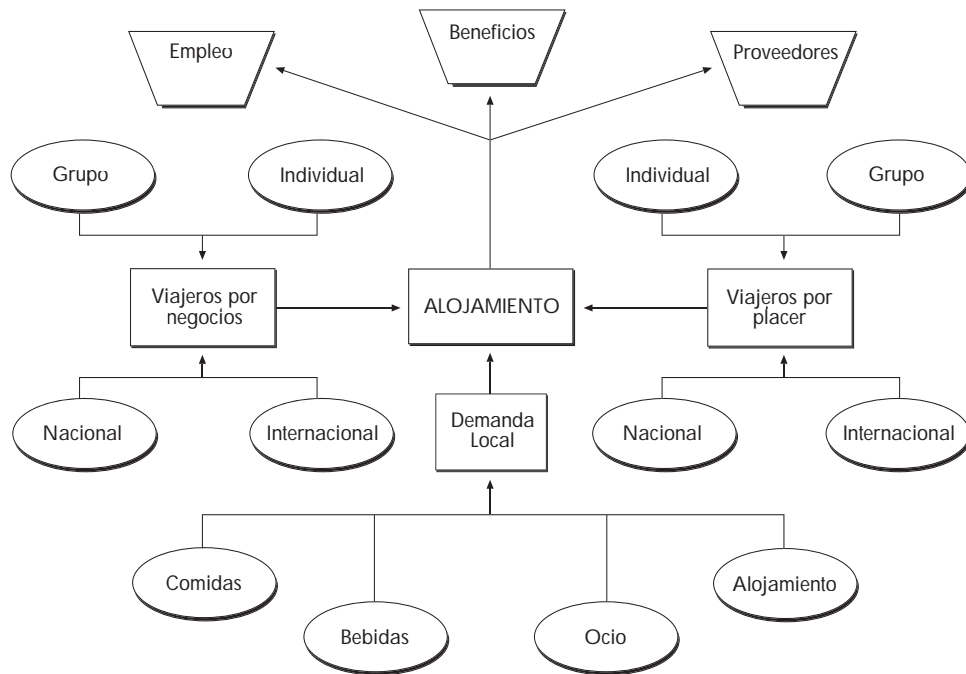 Empleo
Beneficios
Proveedores
Grupo
Individual
Individual
Grupo
Viajeros por
negocios
ALOJAMIENTO
Viajeros por
placer
Nacional
Internacional
Demanda
Local
Nacional
Internacional
Comidas
Bebidas
Ocio
Alojamiento